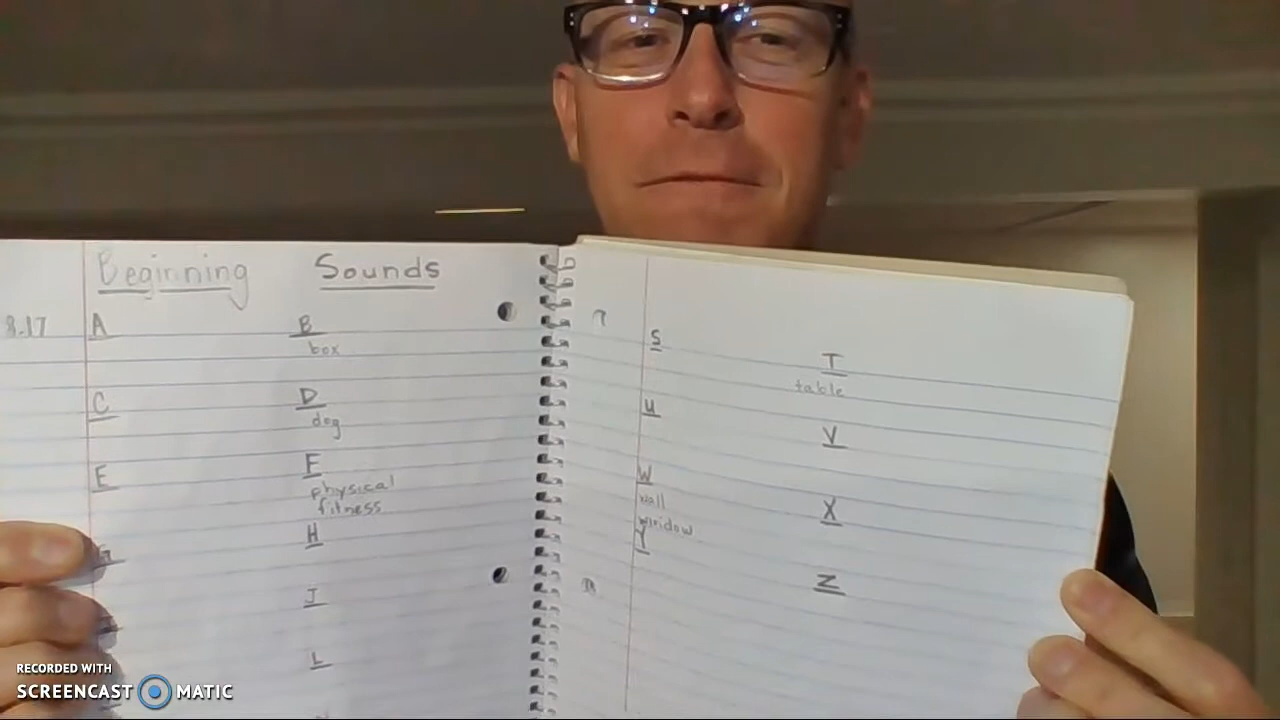 Beginning Sounds
8.17 A B
box
C D
dog
E F
physical
fitness
G H
J
L
S
T
table
U
V
W
wall
window
X
Y
Z
RECORDED WITH
SCREENCAST MATIC